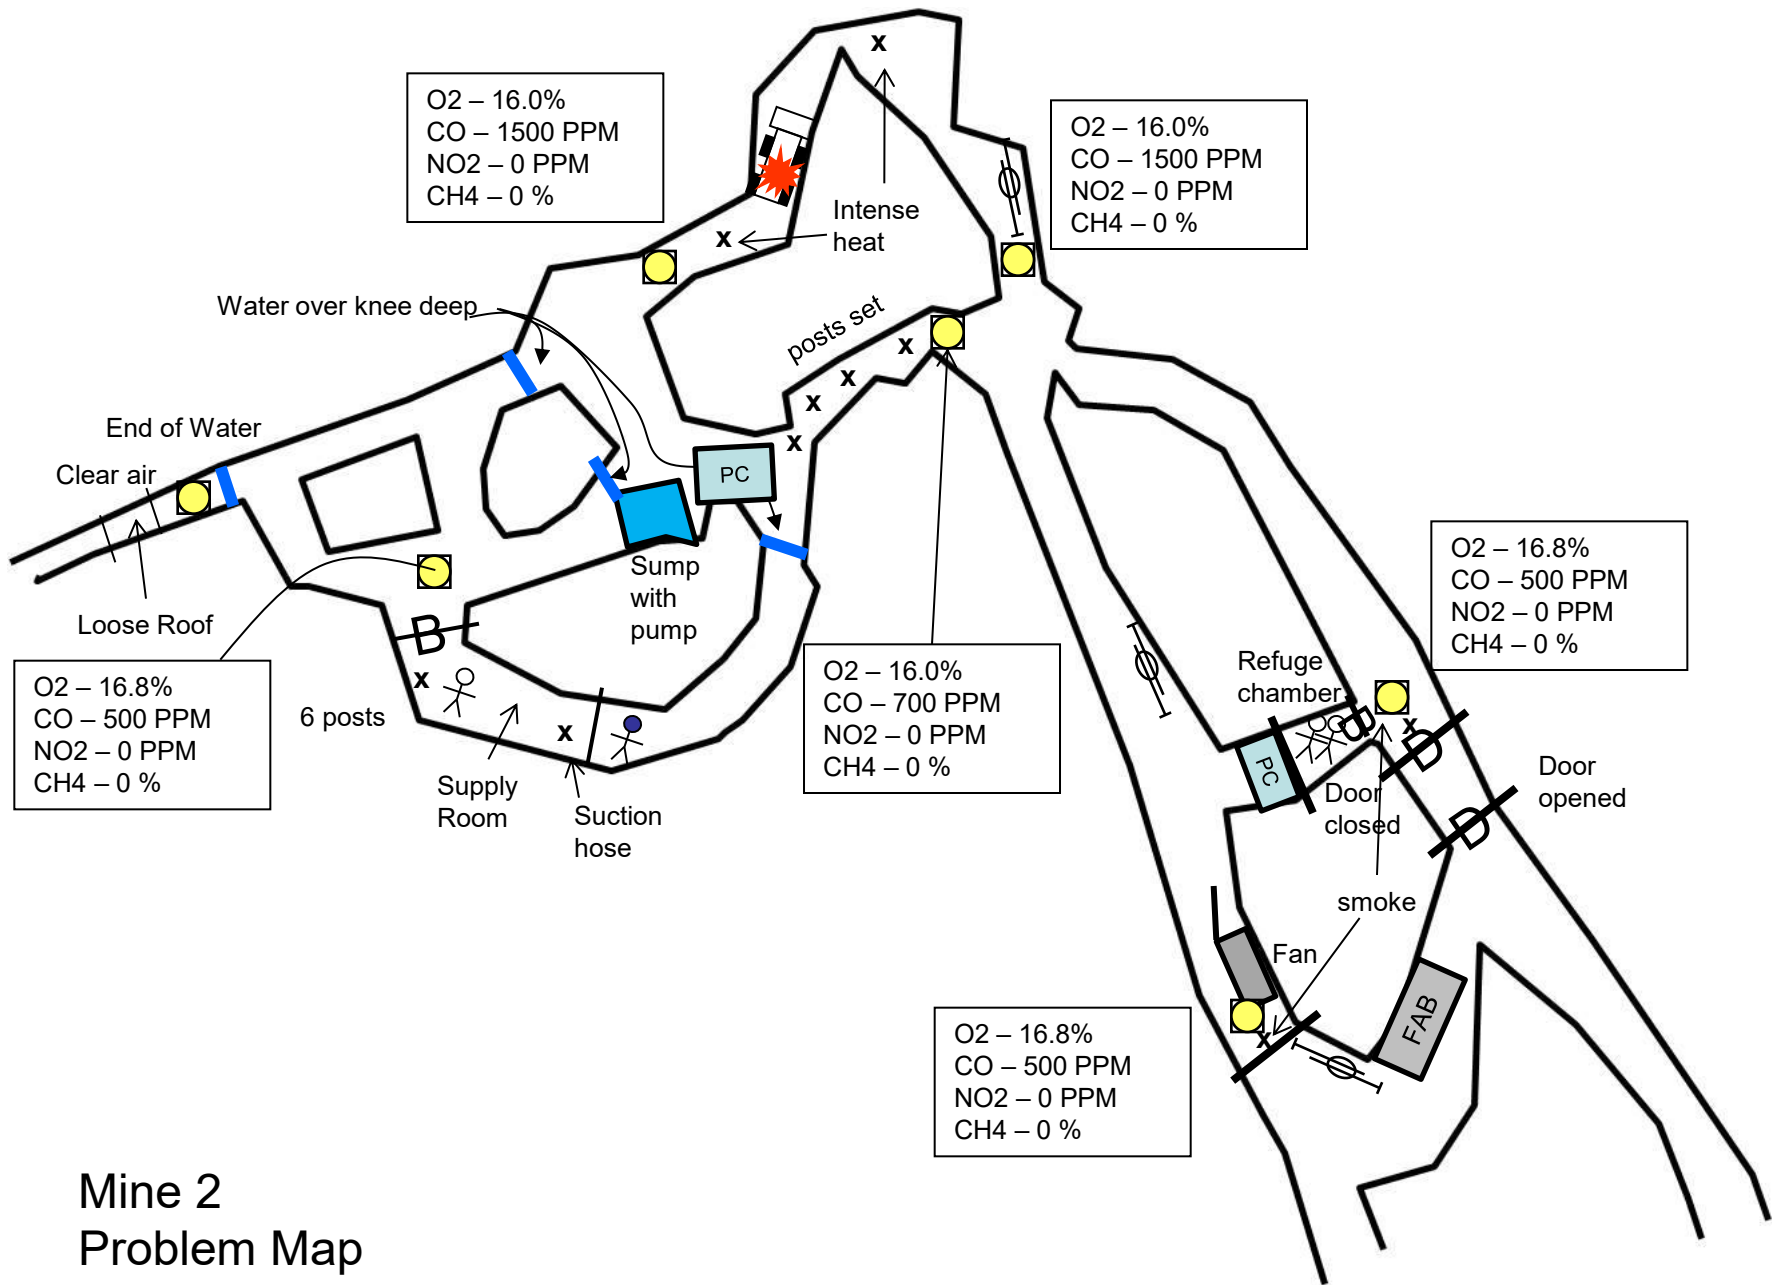 O2 – 16.0%
CO – 1500 PPM
NO2 – 0 PPM
CH4 – 0 %
x
O2 – 16.0%
CO – 1500 PPM
NO2 – 0 PPM
CH4 – 0 %
Intense
heat
x
Water over knee deep
posts set
x
x
x
x
End of Water
Clear air
PC
Loose Roof
B
Sump
with
pump
O2 – 16.8%
CO – 500 PPM
NO2 – 0 PPM
CH4 – 0 %
x
6 posts
x
Supply
Room
Suction
hose
O2 – 16.0%
CO – 700 PPM
NO2 – 0 PPM
CH4 – 0 %
O2 – 16.8%
CO – 500 PPM
NO2 – 0 PPM
CH4 – 0 %
Refuge
chamber
D
x
D
PC
Door
closed
D
Door
opened
smoke
Fan
FAB
x
O2 – 16.8%
CO – 500 PPM
NO2 – 0 PPM
CH4 – 0 %
Mine 2
Problem Map